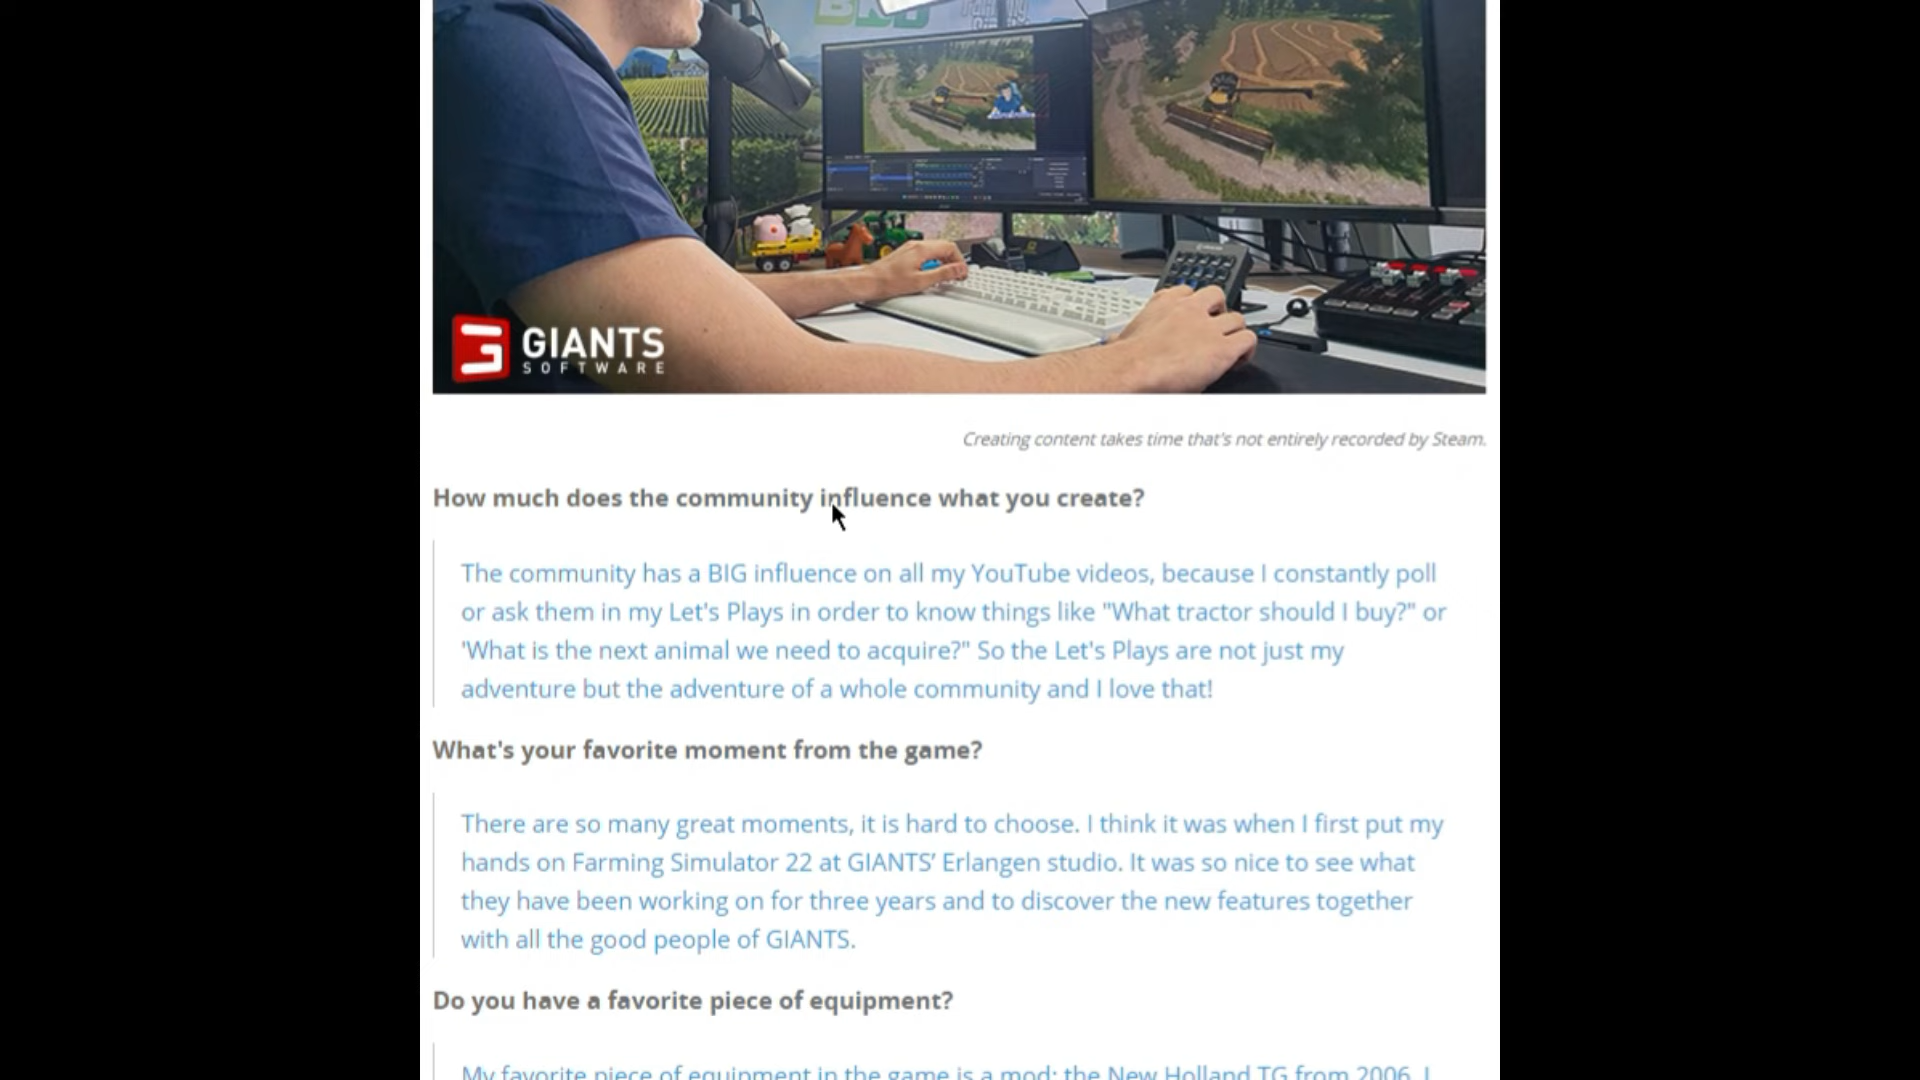 GIANTS
SOFTWARE
Creating content takes time that's not entirely recorded by Steam.
How much does the community influence what you create?
The community has a BIG influence on all my YouTube videos, because I constantly poll
or ask them in my Let's Plays in order to know things like "What tractor should I buy?" or
'What is the next animal we need to acquire?" So the Let's Plays are not just my
adventure but the adventure of a whole community and I love that!
What's your favorite moment from the game?
There are so many great moments, it is hard to choose. I think it was when I first put my
hands on Farming Simulator 22 at GIANTS’ Erlangen studio. It was so nice to see what
they have been working on for three years and to discover the new features together
with all the good people of GIANTS.
Do you have a favorite piece of equipment?
My favorite piece of equipment in the game is a mod: the New Holland TG from 2006. I